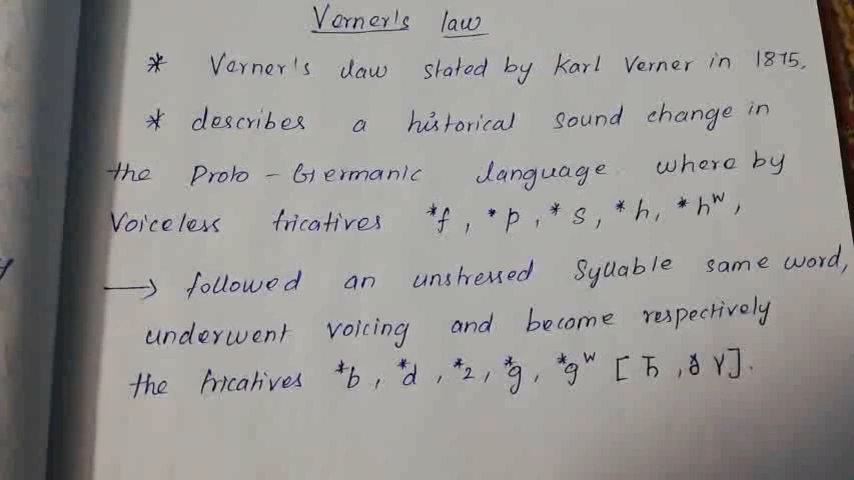 Verner's law
* Verner's law stated by Karl Verner in 1875.
* describes a historical sound change in
the Proto - Germanic language where by
Voiceless fricatives *f, *p, *s, *h, *hʷ,
→ followed an unstressed Syllable same word,
underwent voicing and become respectively
the fricatives *b, *d, *2, *g, *gʷ [ ƀ, ð γ].